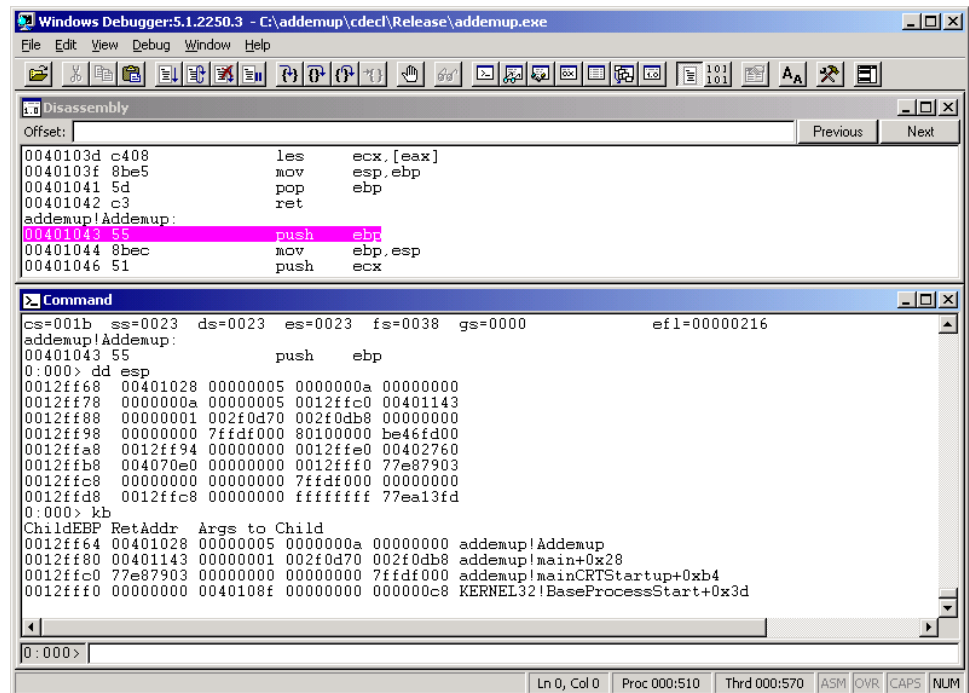 Windows Debugger:5.1.2250.3 - C:\addemup\cdecl\Release\addemup.exe
File Edit View Debug Window Help
Disassembly
Offset: Previous Next
0040103d c408 les ecx,[eax]
0040103f 8be5 mov esp,ebp
00401041 5d pop ebp
00401042 c3 ret
addemup!Addemup:
00401043 55 push ebp
00401044 8bec mov ebp,esp
00401046 51 push ecx
Command
cs=001b ss=0023 ds=0023 es=0023 fs=0038 gs=0000 efl=00000216
addemup!Addemup:
00401043 55 push ebp
0:000> dd esp
0012ff68 00401028 00000005 0000000a 00000000
0012ff78 0000000a 00000005 0012ffc0 00401143
0012ff88 00000001 002f0d70 002f0db8 00000000
0012ff98 00000000 7ffdf000 80100000 be46fd00
0012ffa8 0012ff94 00000000 0012ffe0 00402760
0012ffb8 004070e0 00000000 0012fff0 77e87903
0012ffc8 00000000 00000000 7ffdf000 00000000
0012ffd8 0012ffc8 00000000 ffffffff 77ea13fd
0:000> kb
ChildEBP RetAddr Args to Child
0012ff64 00401028 00000005 0000000a 00000000 addemup!Addemup
0012ff80 00401143 00000001 002f0d70 002f0db8 addemup!main+0x28
0012ffc0 77e87903 00000000 00000000 7ffdf000 addemup!mainCRTStartup+0xb4
0012fff0 00000000 0040108f 00000000 000000c8 KERNEL32!BaseProcessStart+0x3d
0:000>
Ln 0, Col 0 Proc 000:510 Thrd 000:570 ASM OVR CAPS NUM